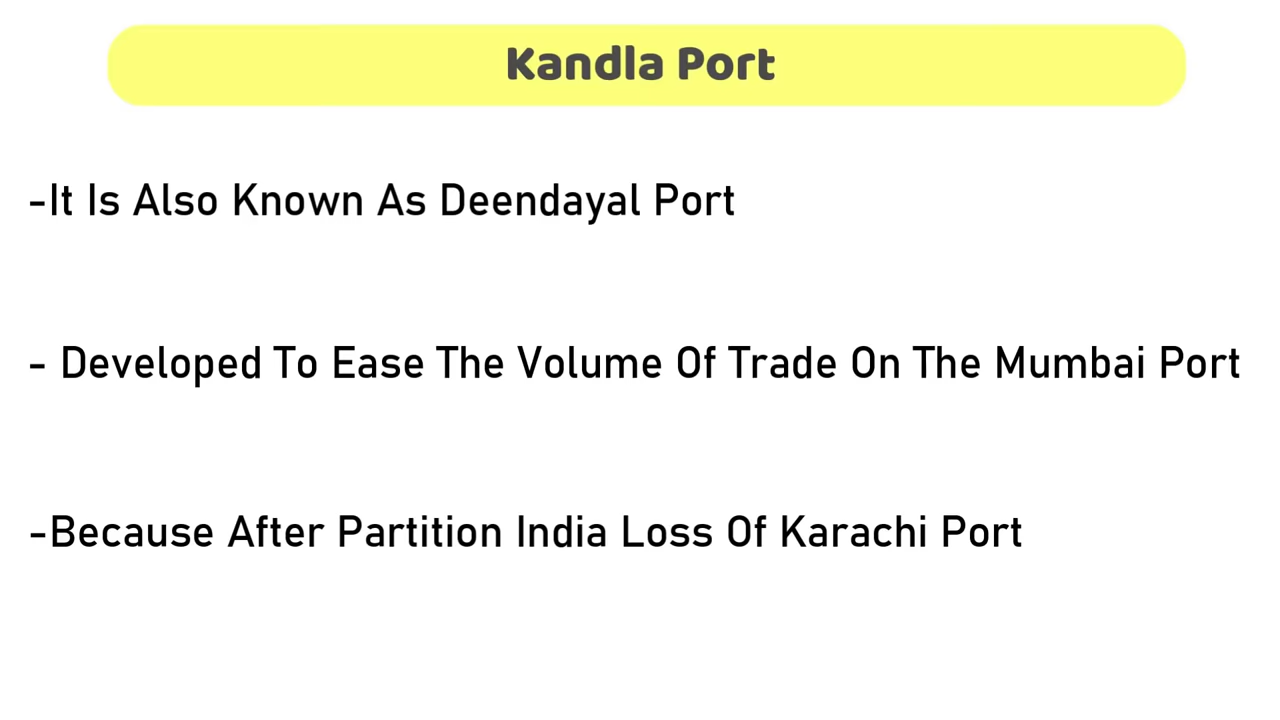 Kandla Port
-It Is Also Known As Deendayal Port
- Developed To Ease The Volume Of Trade On The Mumbai Port
-Because After Partition India Loss Of Karachi Port